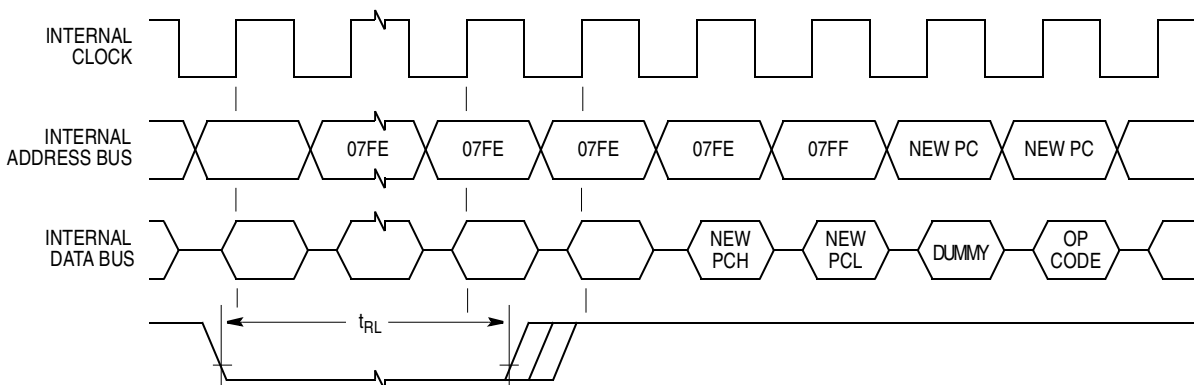 INTERNAL
CLOCK
INTERNAL
ADDRESS BUS
07FE
07FE
07FE
07FE
07FF
NEW PC
NEW PC
INTERNAL
DATA BUS
NEW
PCH
NEW
PCL
DUMMY
OP
CODE
tRL